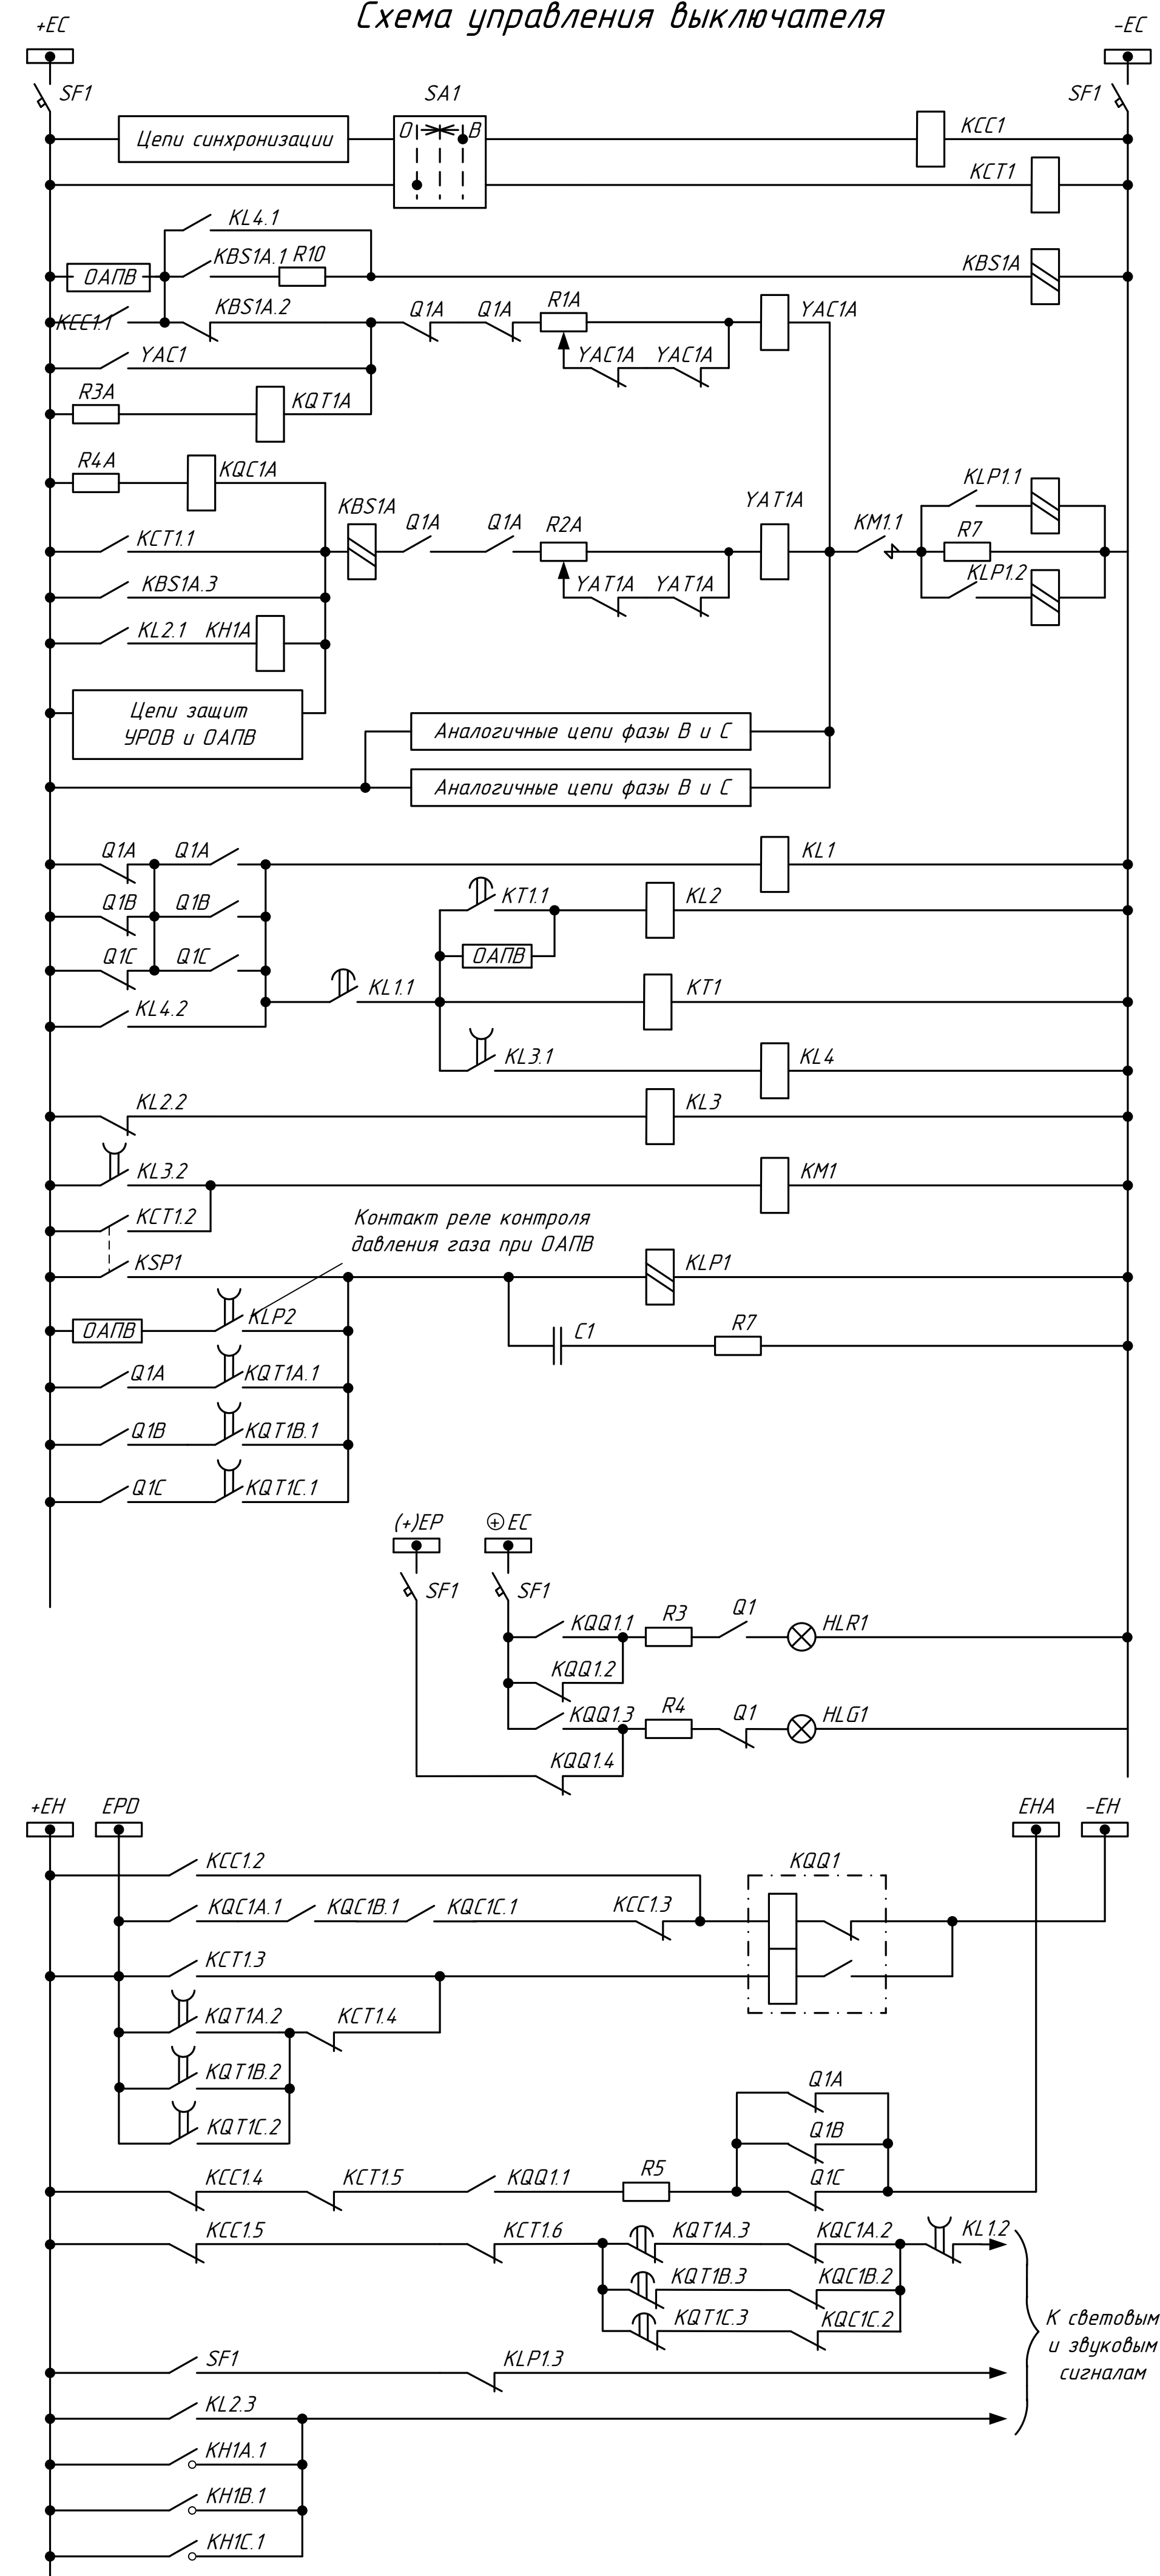 Схема управления выключателя
+EC
-EC
SF1
SA1
SF1
Цепи синхронизации
О
В
KCC1
KCT1
KL4.1
ОАПВ
KBS1A.1
R10
KBS1A
KCC1.1
KBS1A.2
Q1A
Q1A
R1A
YAC1A
YAC1
YAC1A
YAC1A
R3A
KQT1A
R4A
KQC1A
KBS1A
Q1A
Q1A
R2A
YAT1A
KM1.1
KLP1.1
R7
KCT1.1
KLP1.2
KBS1A.3
YAT1A
YAT1A
KL2.1
KH1A
Цепи защит
УРОВ и ОАПВ
Аналогичные цепи фазы В и С
Аналогичные цепи фазы В и С
Q1A
Q1A
KL1
Q1B
Q1B
KT1.1
KL2
Q1C
Q1C
ОАПВ
KL4.2
KL1.1
KT1
KL3.1
KL4
KL2.2
KL3
KL3.2
KM1
KCT1.2
Контакт реле контроля
давления газа при ОАПВ
KSP1
KLP1
ОАПВ
KLP2
C1
R7
Q1A
KQT1A.1
Q1B
KQT1B.1
Q1C
KQT1C.1
(+)EP
+ EC
SF1
SF1
KQQ1.1
R3
Q1
HLR1
KQQ1.2
KQQ1.3
R4
Q1
HLG1
KQQ1.4
+EH
EPD
EHA
-EH
KCC1.2
KQQ1
KQC1A.1
KQC1B.1
KQC1C.1
KCC1.3
KCT1.3
KQT1A.2
KCT1.4
KQT1B.2
Q1A
KQT1C.2
Q1B
KCC1.4
KCT1.5
KQQ1.1
R5
Q1C
KCC1.5
KCT1.6
KQT1A.3
KQC1A.2
KL1.2
KQT1B.3
KQC1B.2
KQT1C.3
KQC1C.2
К световым
и звуковым
сигналам
SF1
KLP1.3
KL2.3
KH1A.1
KH1B.1
KH1C.1